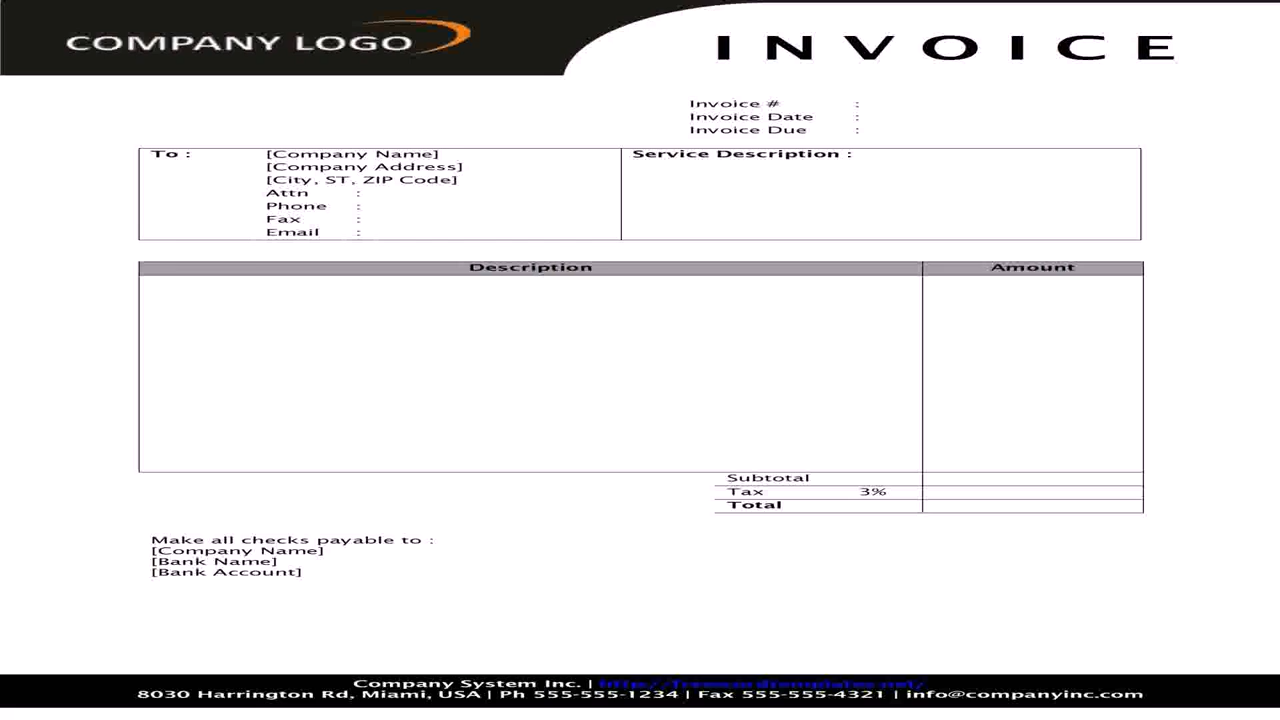 COMPANY LOGO
INVOICE
Invoice # :
Invoice Date :
Invoice Due :
To : [Company Name]
[Company Address]
[City, ST, ZIP Code]
Attn :
Phone :
Fax :
Email :
Service Description :
Description Amount
Subtotal
Tax 3%
Total
Make all checks payable to :
[Company Name]
[Bank Name]
[Bank Account]
Company System Inc. | http://freewordtemplates.net/
8030 Harrington Rd, Miami, USA | Ph 555-555-1234 | Fax 555-555-4321 | info@companyinc.com